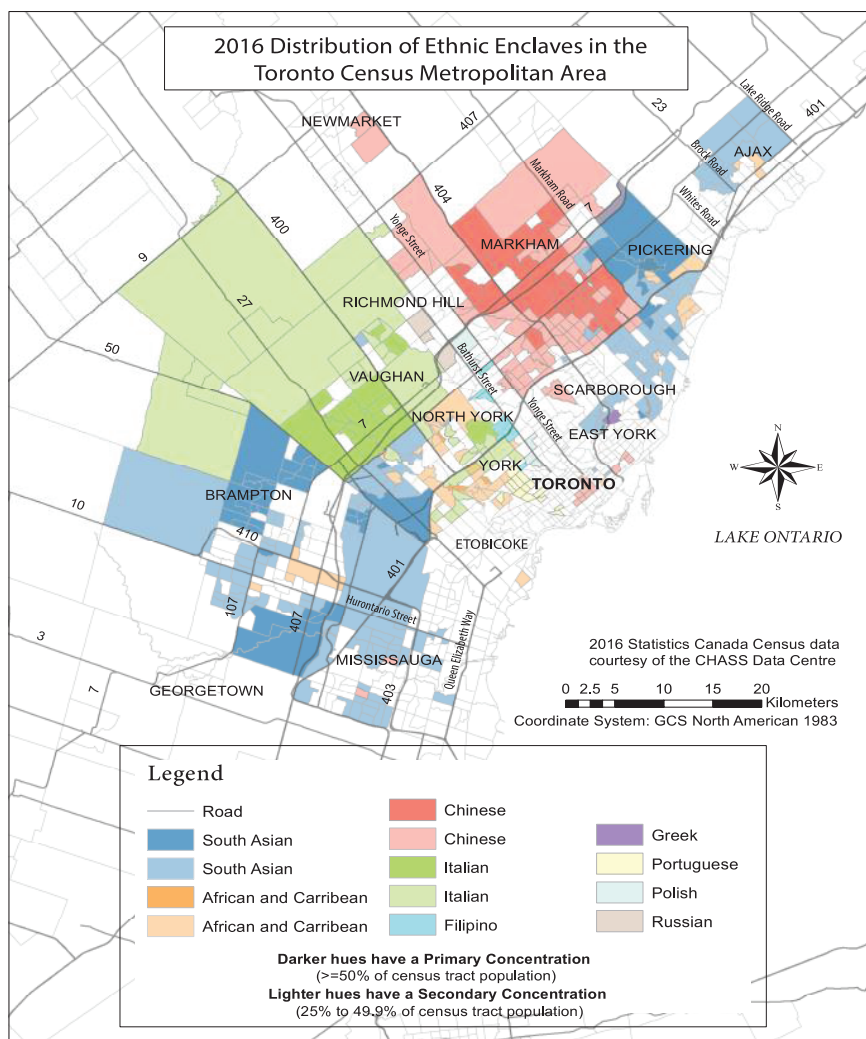 2016 Distribution of Ethnic Enclaves in the
Toronto Census Metropolitan Area
Lake Ridge Road
401
23
407
NEWMARKET
Brock Road
AJAX
Markham Road
404
Whites Road
7
400
Yonge Street
MARKHAM
PICKERING
9
27
RICHMOND HILL
50
Bathurst Street
VAUGHAN
SCARBOROUGH
Yonge Street
NORTH YORK
7
EAST YORK
N
W
E
S
YORK
TORONTO
BRAMPTON
10
LAKE ONTARIO
410
ETOBICOKE
401
107
407
Hurontario Street
Queen Elizabeth Way
3
MISSISSAUGA
2016 Statistics Canada Census data
courtesy of the CHASS Data Centre
7
GEORGETOWN
403
0 2.5 5 10 15 20
Kilometers
Coordinate System: GCS North American 1983
Legend
Road
South Asian
South Asian
African and Carribean
African and Carribean
Chinese
Chinese
Italian
Italian
Filipino
Greek
Portuguese
Polish
Russian
Darker hues have a Primary Concentration
(>=50% of census tract population)
Lighter hues have a Secondary Concentration
(25% to 49.9% of census tract population)